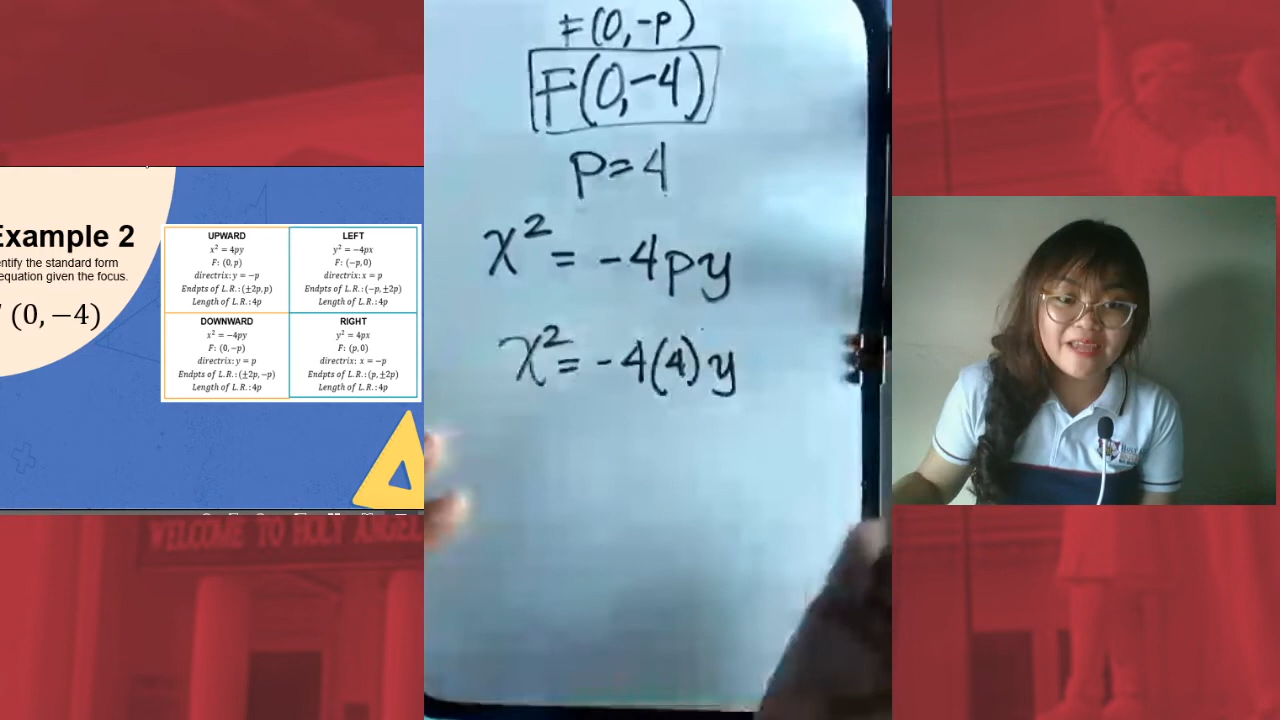 Example 2
entify the standard form
equation given the focus.
(0, −4)
UPWARD
x² = 4py
F: (0, p)
directrix: y = −p
Endpts of L.R.: (±2p, p)
Length of L.R.: 4p
LEFT
y² = −4px
F: (−p, 0)
directrix: x = p
Endpts of L.R.: (−p, ±2p)
Length of L.R.: 4p
DOWNWARD
x² = −4py
F: (0, −p)
directrix: y = p
Endpts of L.R.: (±2p, −p)
Length of L.R.: 4p
RIGHT
y² = 4px
F: (p, 0)
directrix: x = −p
Endpts of L.R.: (p, ±2p)
Length of L.R.: 4p
F(0,-p)
F(0,-4)
p=4
x² = -4py
x² = -4(4)y
WELCOME TO HOLY ANGEL